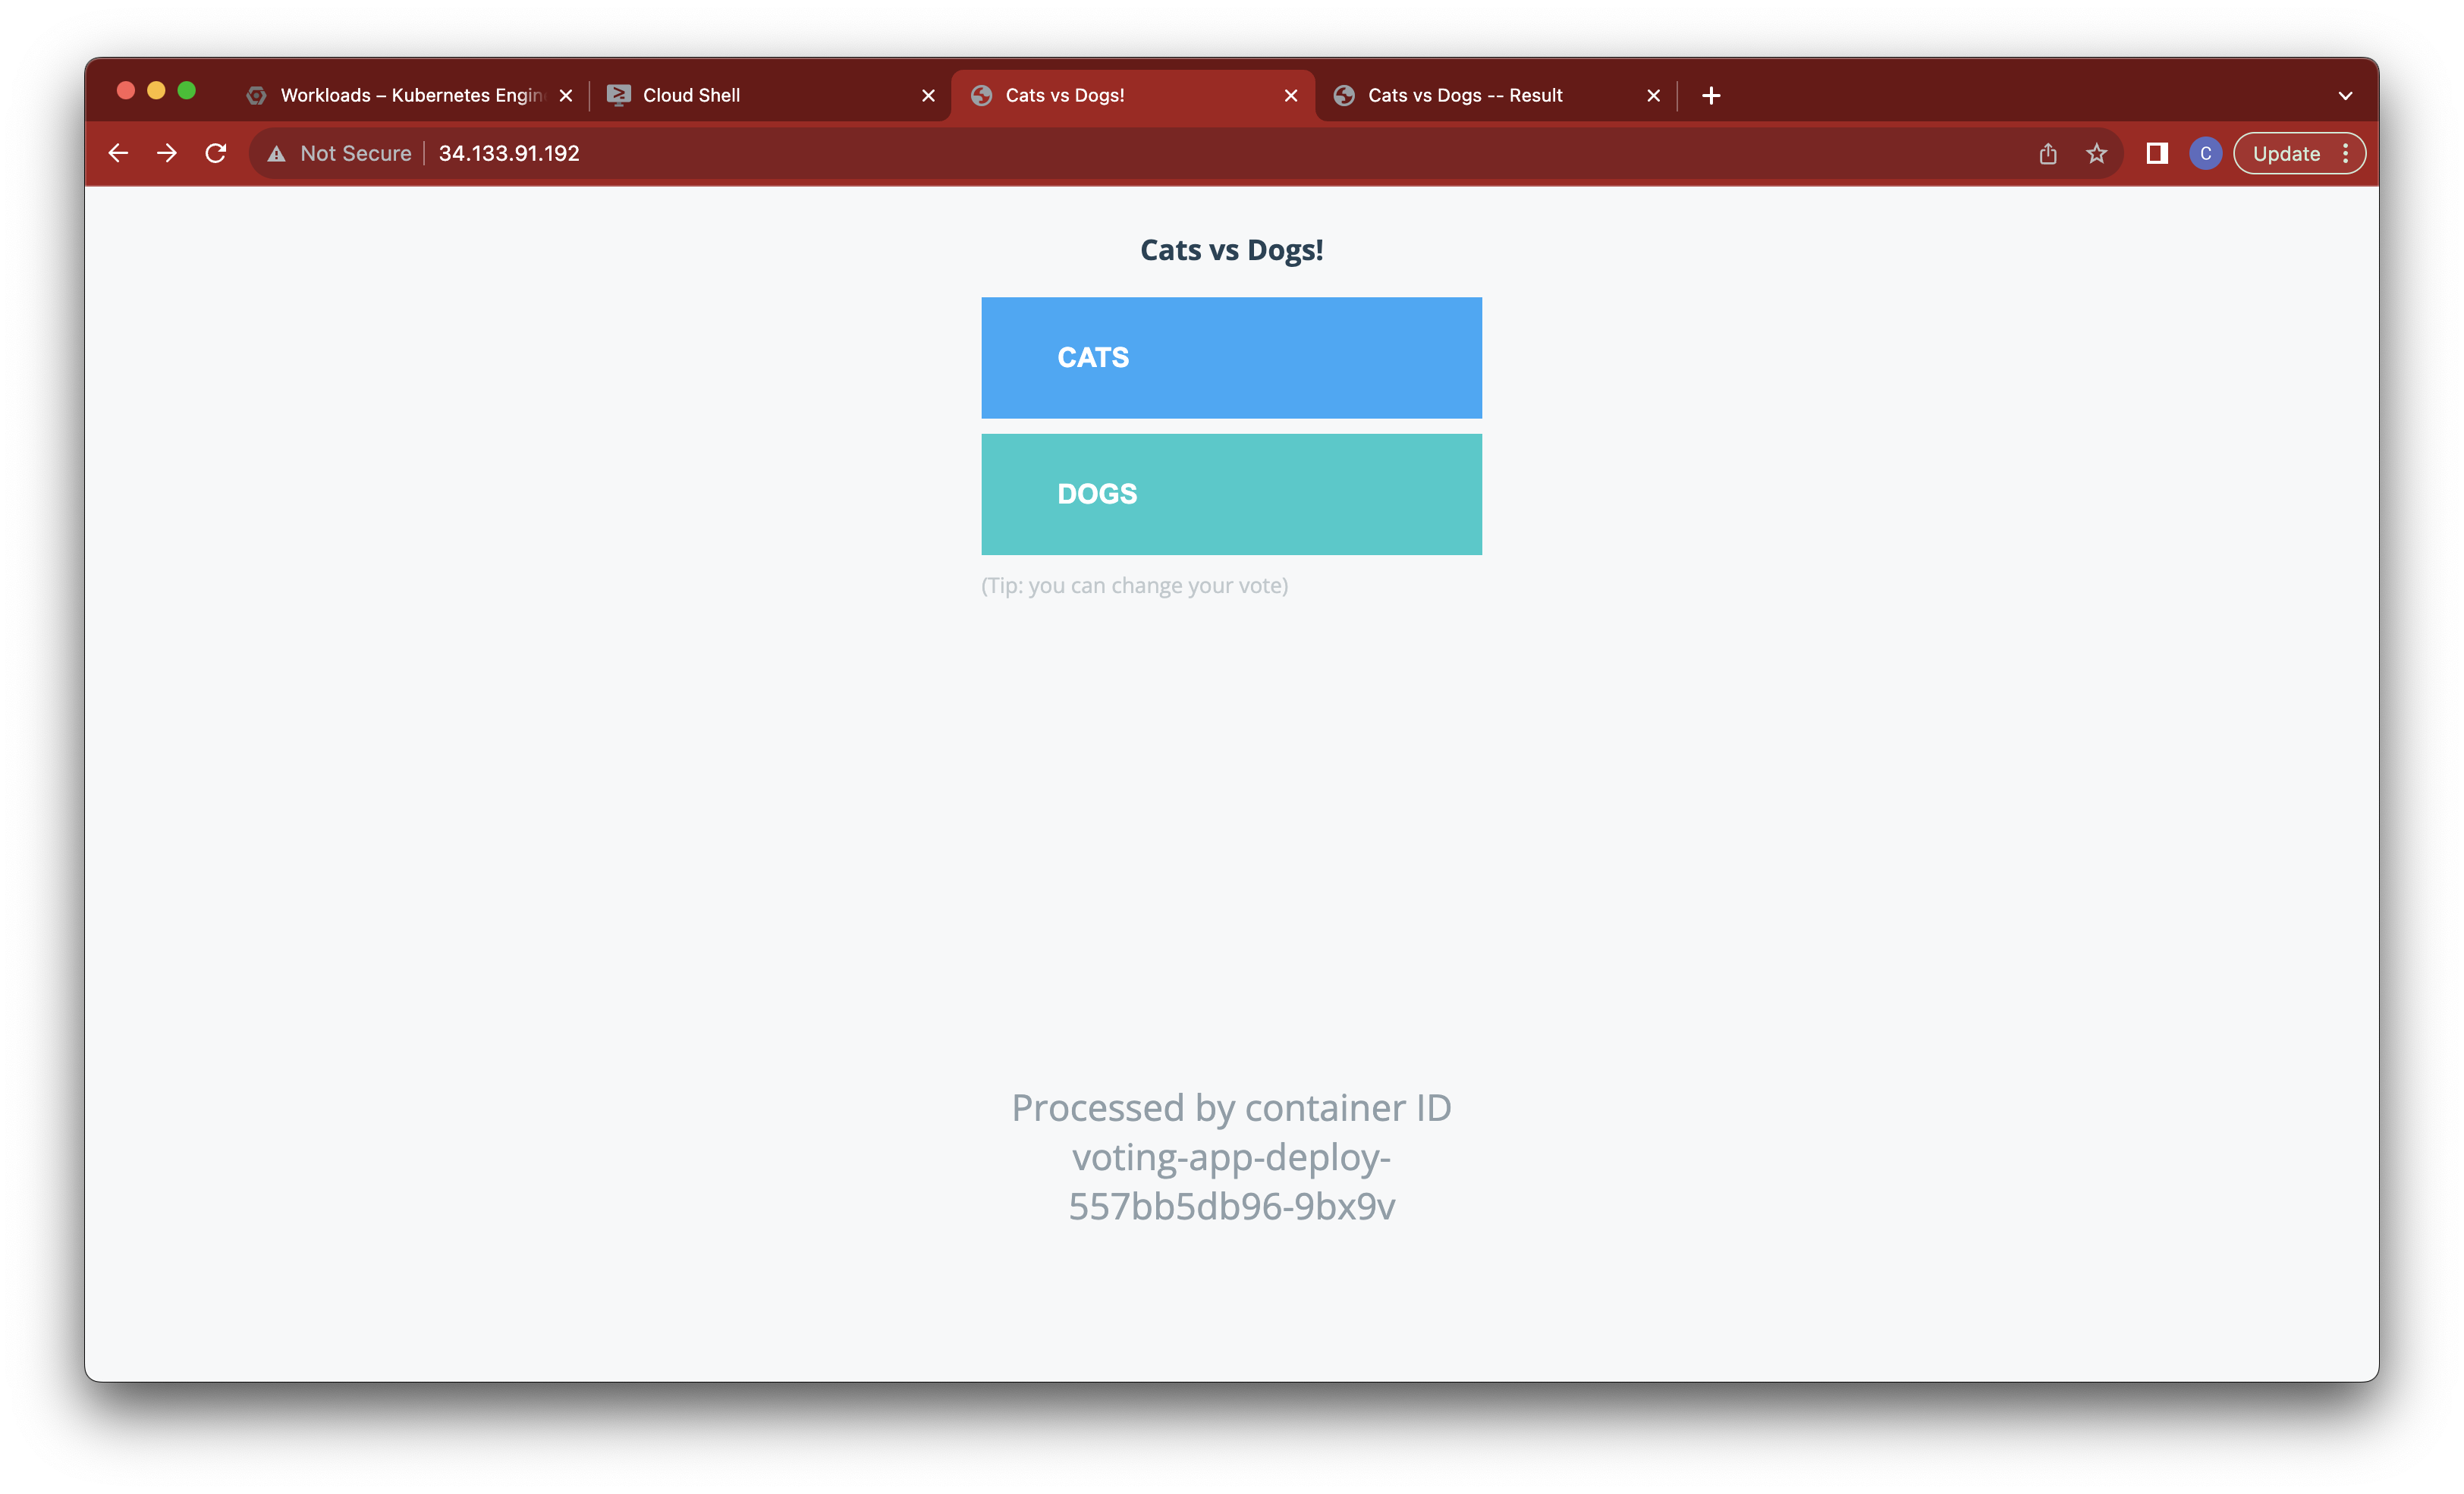 Workloads – Kubernetes Engin
Cloud Shell
Cats vs Dogs!
Cats vs Dogs -- Result
Not Secure
34.133.91.192
C
Update
Cats vs Dogs!
CATS
DOGS
(Tip: you can change your vote)
Processed by container ID
voting-app-deploy-
557bb5db96-9bx9v